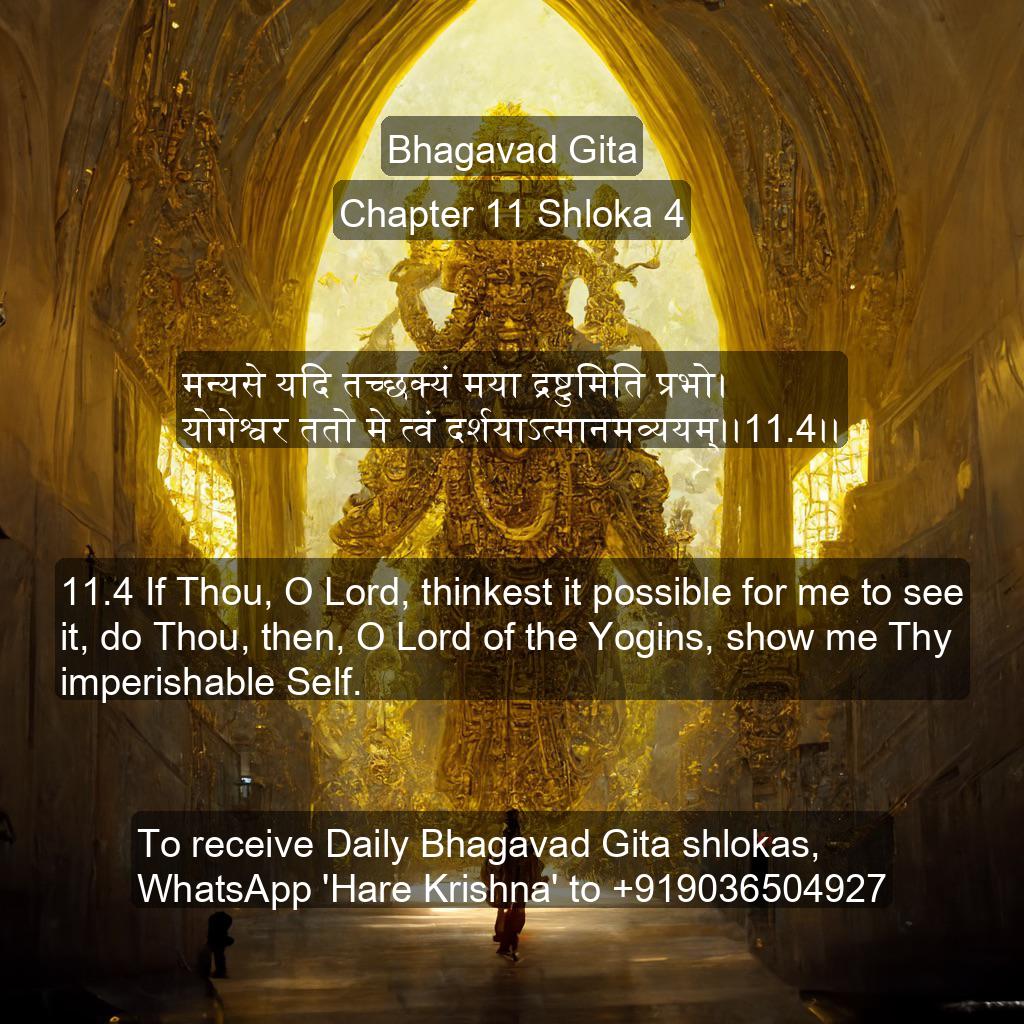 Bhagavad Gita
Chapter 11 Shloka 4
मन्यसे यदि तच्छक्यं मया द्रष्टुमिति प्रभो।
योगेश्वर ततो मे त्वं दर्शयाऽत्मानमव्ययम्।।11.4।।
11.4 If Thou, O Lord, thinkest it possible for me to see
it, do Thou, then, O Lord of the Yogins, show me Thy
imperishable Self.
To receive Daily Bhagavad Gita shlokas,
WhatsApp 'Hare Krishna' to +919036504927